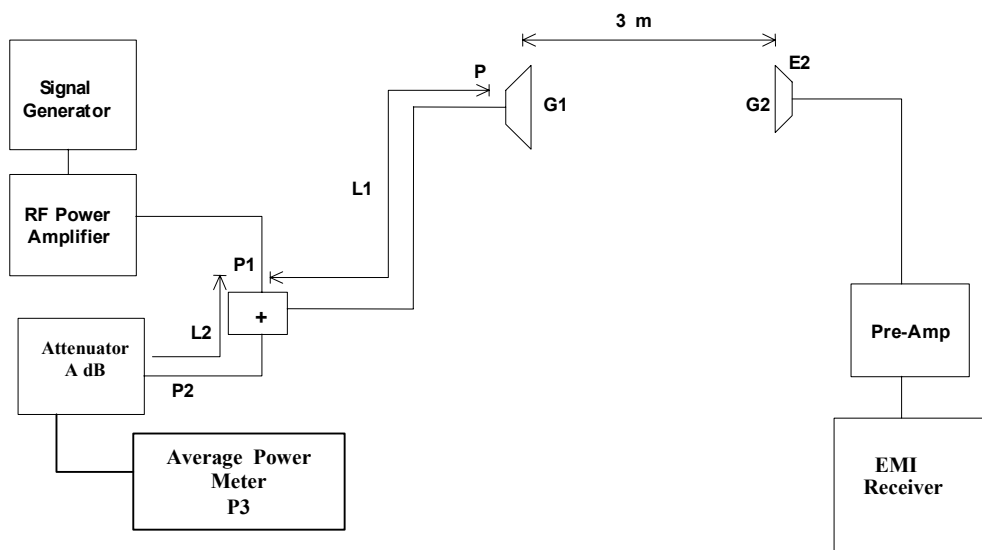 3 m
Signal
Generator
P
E2
G1
G2
L1
RF Power
Amplifier
P1
+
L2
Attenuator
A dB
P2
Pre-Amp
Average Power
Meter
P3
EMI
Receiver